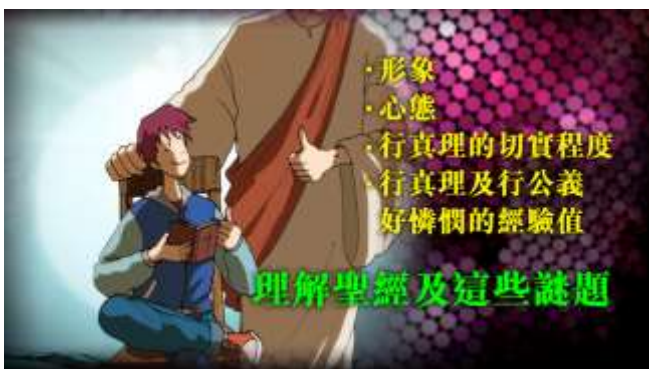 ·形象
·心態
·行真理的切實程度
·行真理及行公義
好憐憫的經驗值
理解聖經及這些謎題